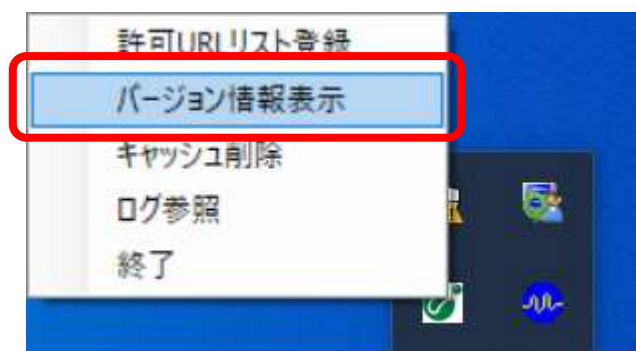 許可URLリスト登録
バージョン情報表示
キャッシュ削除
ログ参照
終了